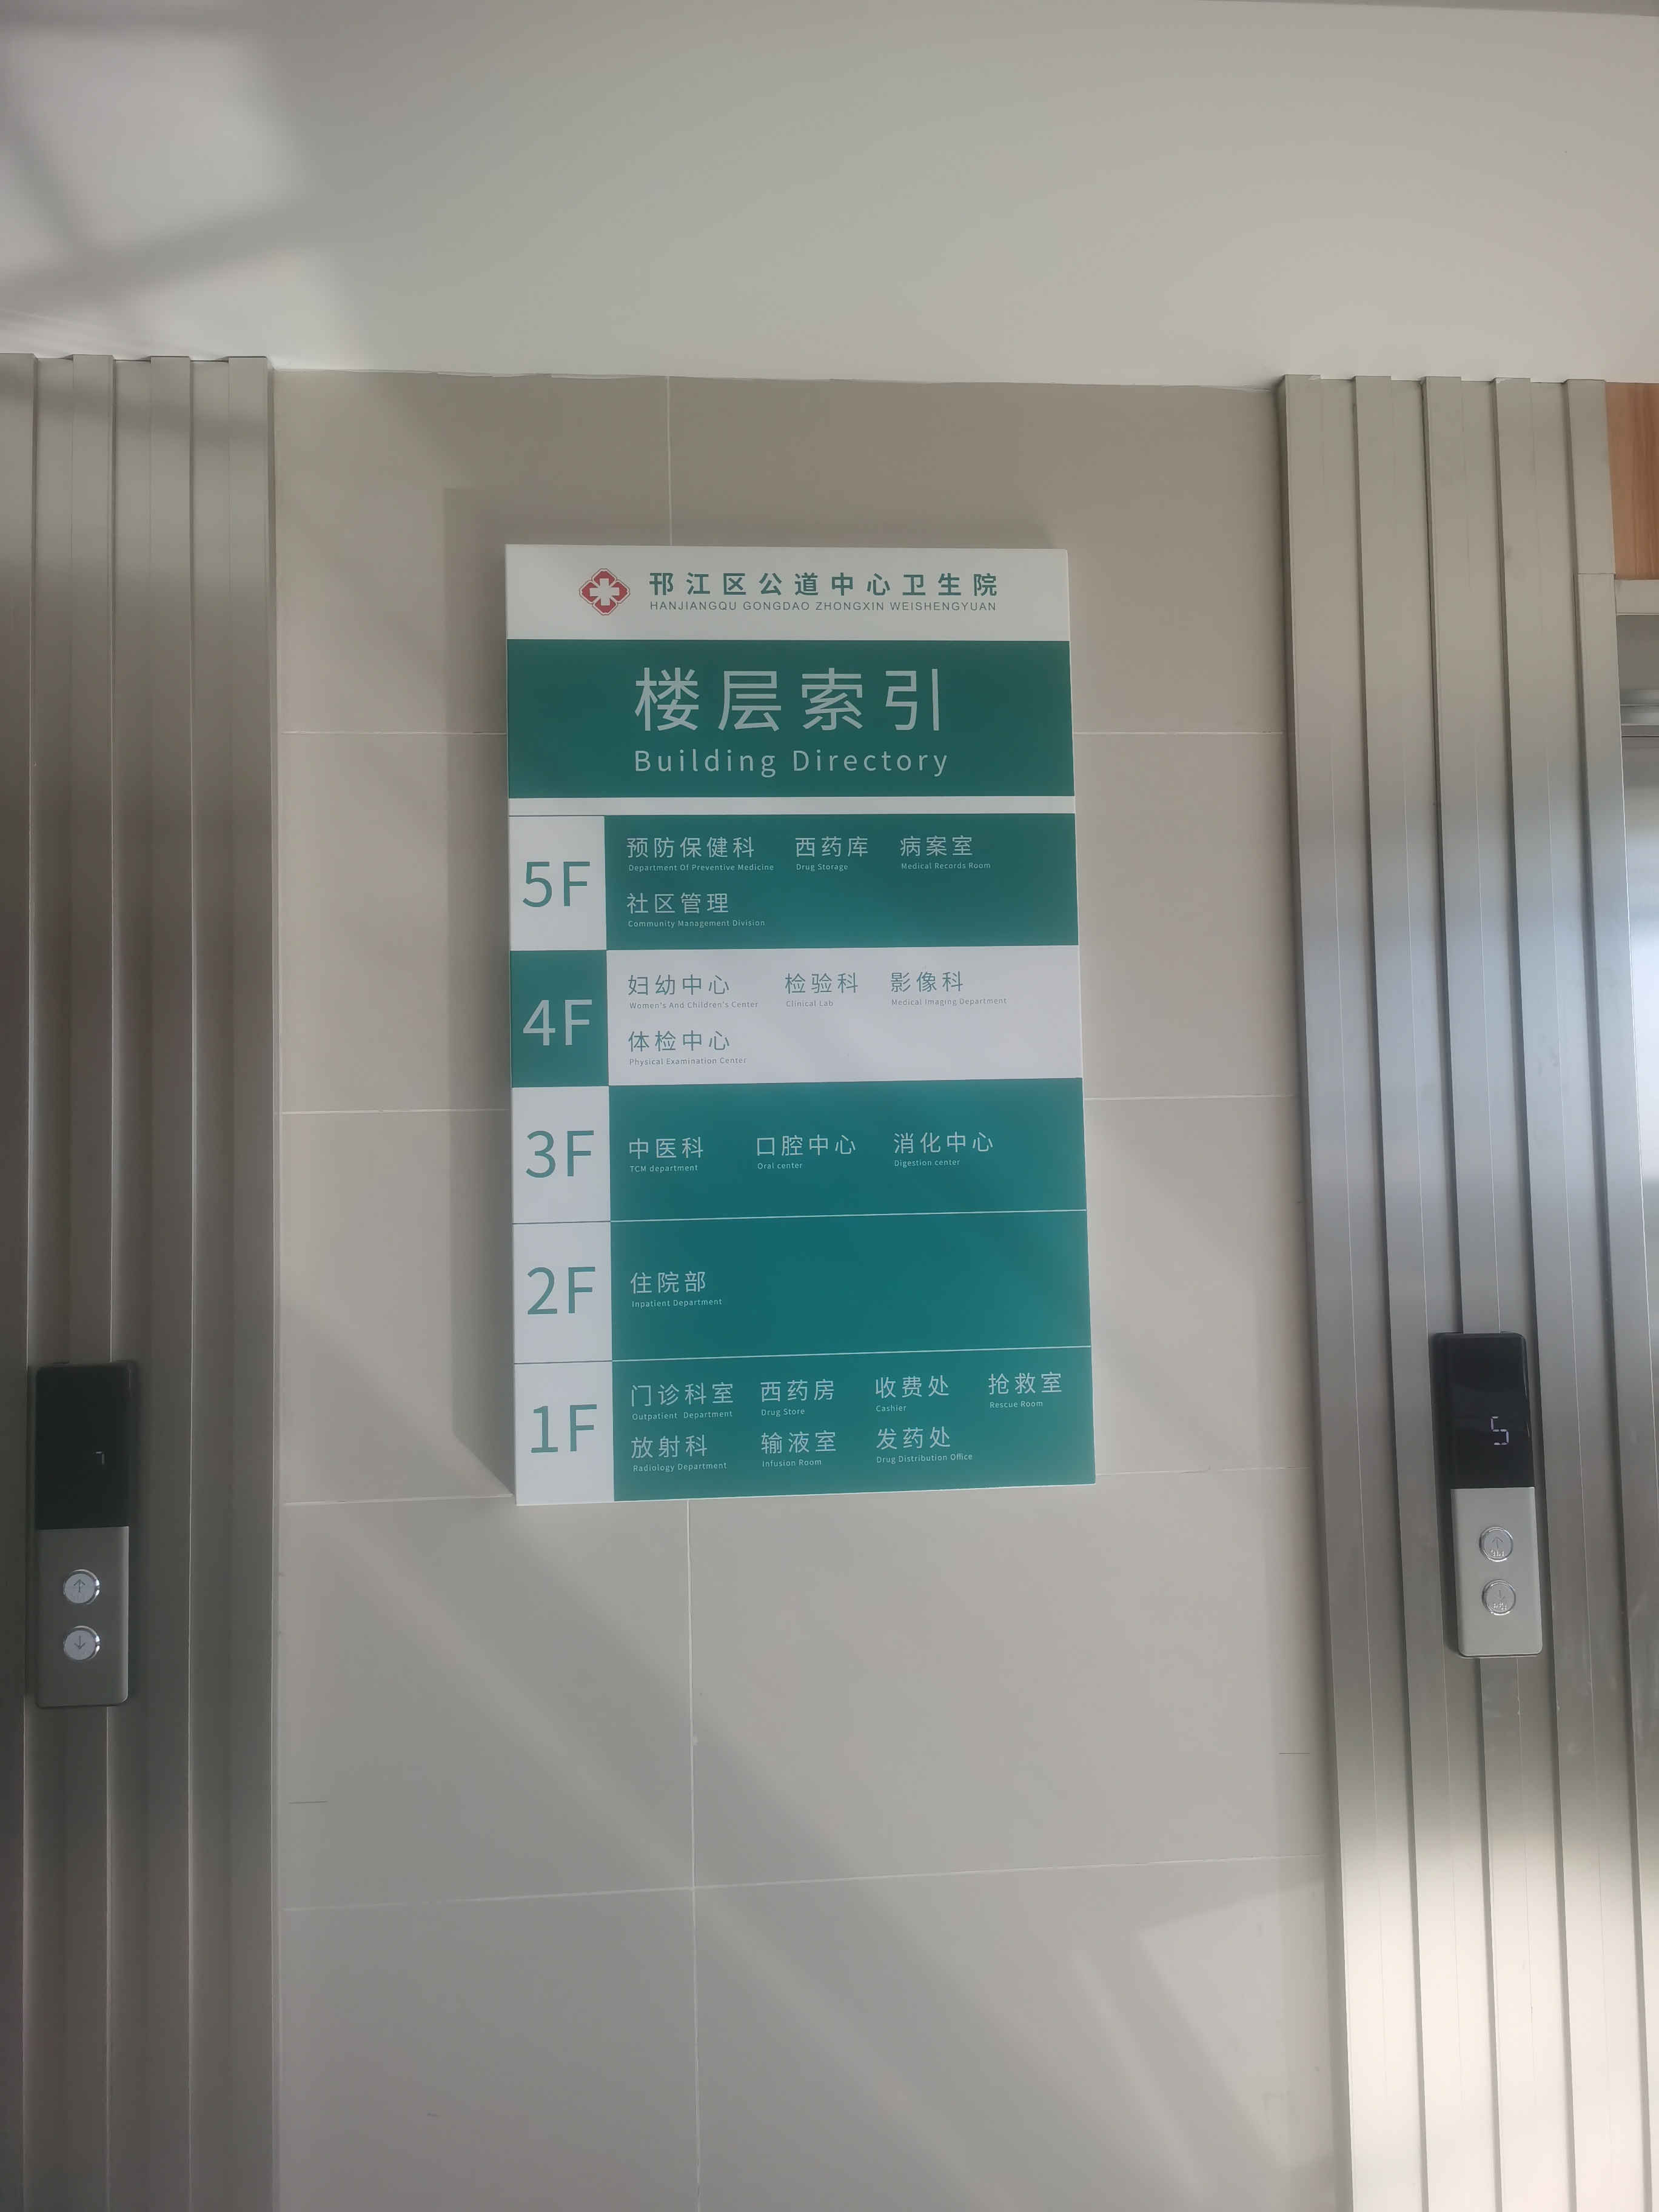 邗江区公道中心卫生院
HANJIANGQU GONGDAO ZHONGXIN WEISHENGYUAN
楼层索引
Building Directory
5F
预防保健科 西药库 病案室
Department Of Preventive Medicine Drug Storage Medical Records Room
社区管理
Community Management Division
4F
妇幼中心 检验科 影像科
Women's And Children's Center Clinical Lab Medical Imaging Department
体检中心
Physical Examination Center
3F
中医科 口腔中心 消化中心
TCM department Oral center Digestion center
2F
住院部
Inpatient Department
1F
门诊科室 西药房 收费处 抢救室
Outpatient Department Drug Store Cashier Rescue Room
放射科 输液室 发药处
Radiology Department Infusion Room Drug Distribution Office